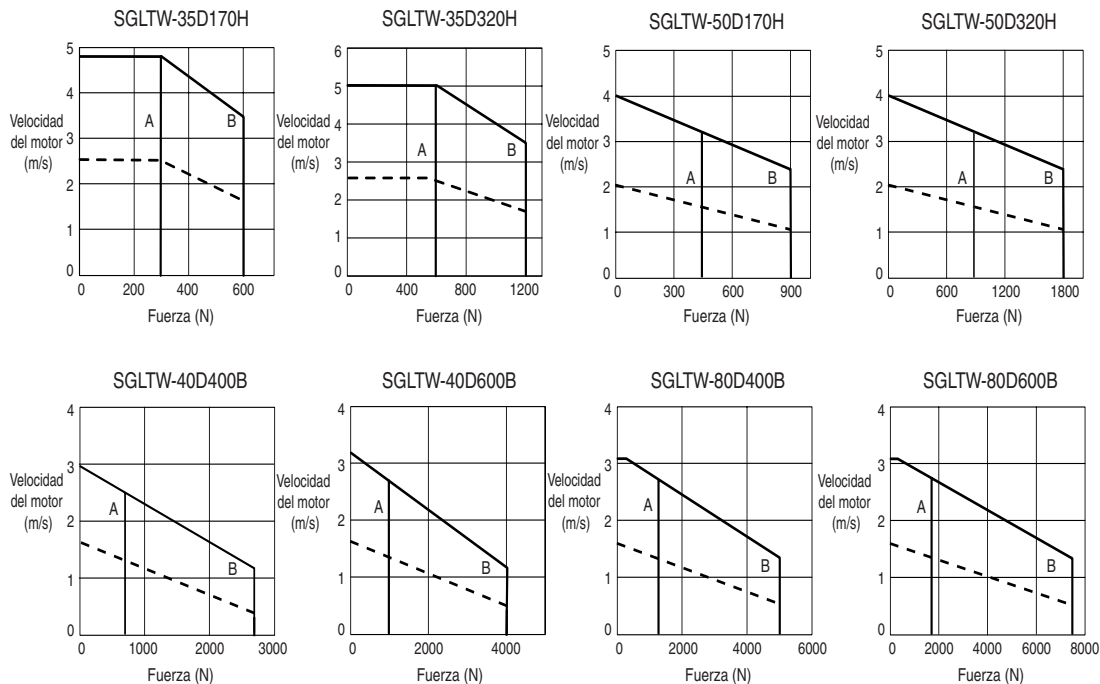 SGLTW-35D170H
5
4
3
2
1
0
Velocidad
del motor
(m/s)
A
B
0 200 400 600
Fuerza (N)
SGLTW-35D320H
6
5
4
3
2
1
0
Velocidad
del motor
(m/s)
A
B
0 400 800 1200
Fuerza (N)
SGLTW-50D170H
5
4
3
2
1
0
Velocidad
del motor
(m/s)
A
B
0 300 600 900
Fuerza (N)
SGLTW-50D320H
5
4
3
2
1
0
Velocidad
del motor
(m/s)
A
B
0 600 1200 1800
Fuerza (N)
SGLTW-40D400B
4
3
2
1
0
Velocidad
del motor
(m/s)
A
B
0 1000 2000 3000
Fuerza (N)
SGLTW-40D600B
4
3
2
1
0
Velocidad
del motor
(m/s)
A
B
0 2000 4000
Fuerza (N)
SGLTW-80D400B
4
3
2
1
0
Velocidad
del motor
(m/s)
A
B
0 2000 4000 6000
Fuerza (N)
SGLTW-80D600B
4
3
2
1
0
Velocidad
del motor
(m/s)
A
B
0 2000 4000 6000 8000
Fuerza (N)